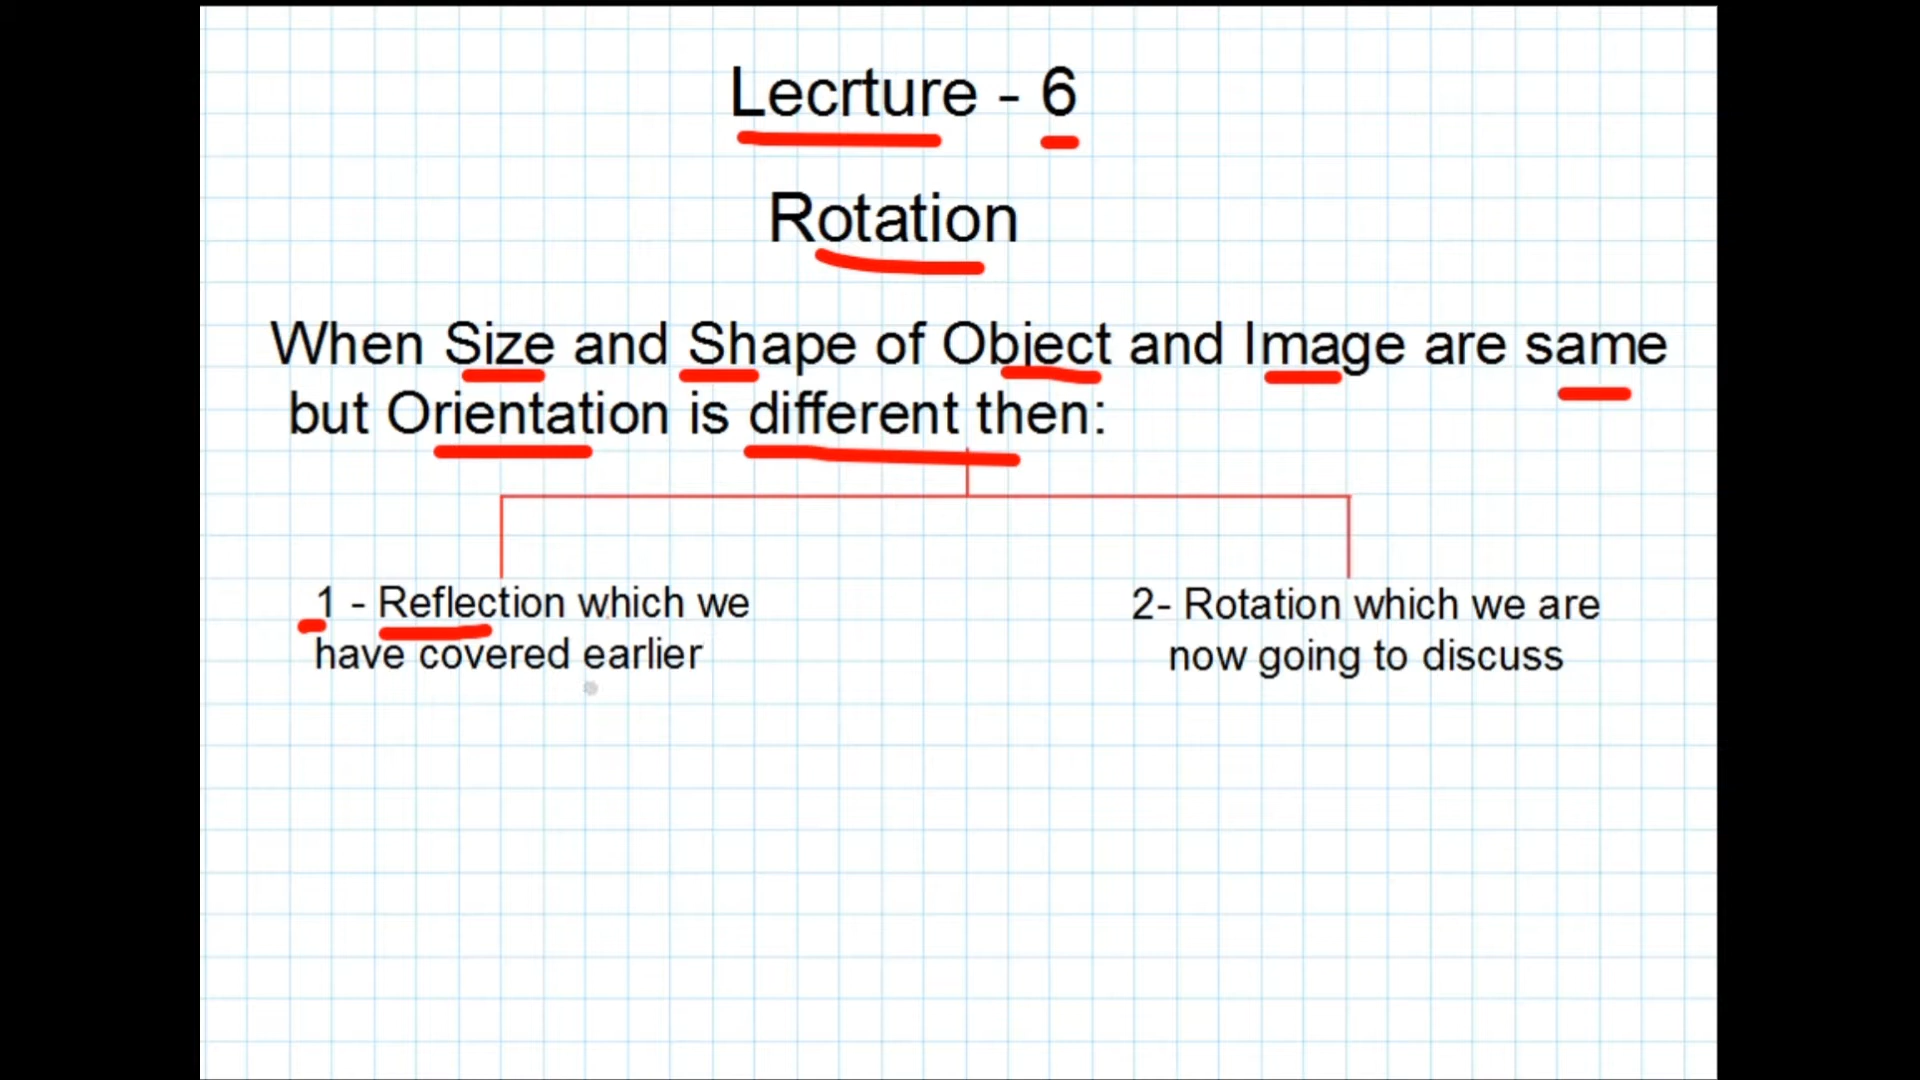 Lecrture - 6
Rotation
When Size and Shape of Object and Image are same
but Orientation is different then:
1 - Reflection which we
have covered earlier
2- Rotation which we are
now going to discuss